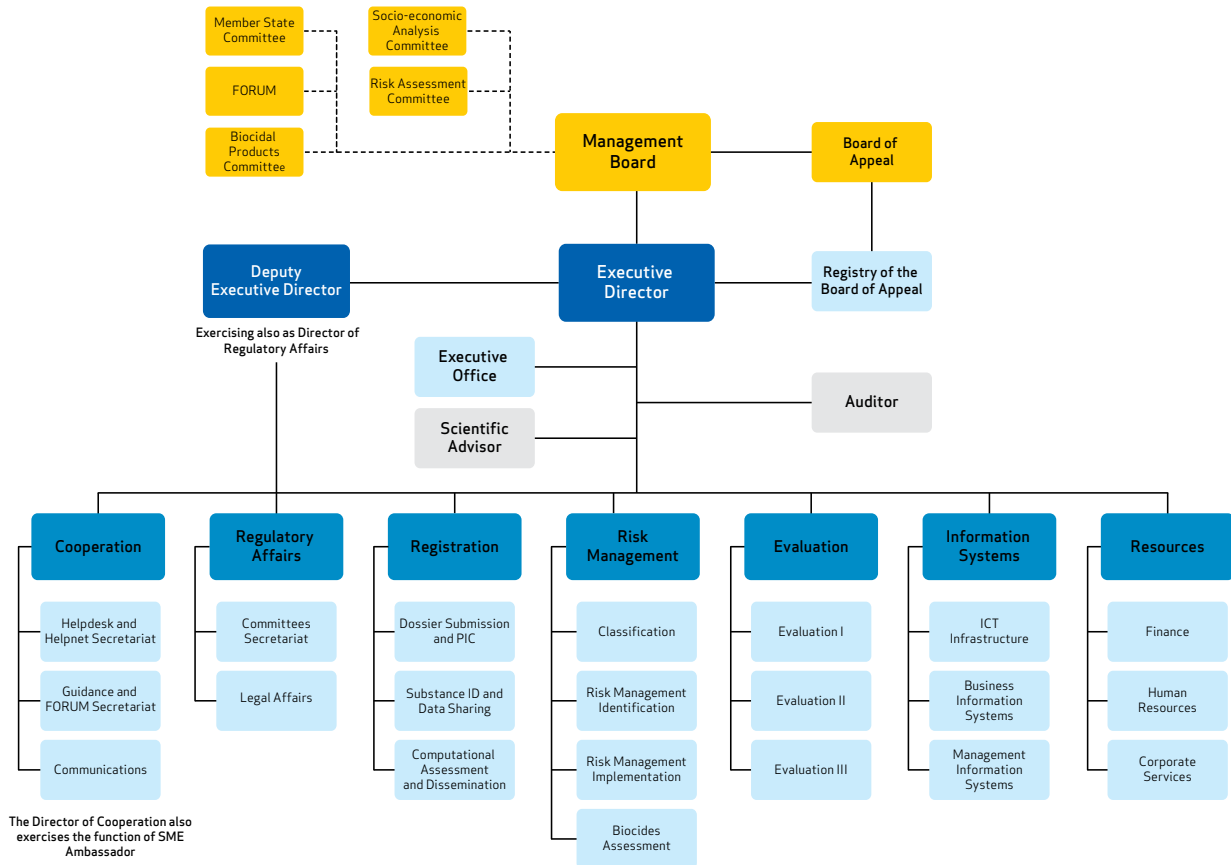 Member State
Committee
Socio-economic
Analysis
Committee
FORUM
Risk Assessment
Committee
Biocidal
Products
Committee
Management
Board
Board of
Appeal
Deputy
Executive Director
Executive
Director
Registry of the
Board of Appeal
Exercising also as Director of
Regulatory Affairs
Executive
Office
Auditor
Scientific
Advisor
Cooperation
Regulatory
Affairs
Registration
Risk
Management
Evaluation
Information
Systems
Resources
Helpdesk and
Helpnet Secretariat
Committees
Secretariat
Dossier Submission
and PIC
Classification
Evaluation I
ICT
Infrastructure
Finance
Guidance and
FORUM Secretariat
Legal Affairs
Substance ID and
Data Sharing
Risk Management
Identification
Evaluation II
Business
Information
Systems
Human
Resources
Communications
Computational
Assessment
and Dissemination
Risk Management
Implementation
Evaluation III
Management
Information
Systems
Corporate
Services
The Director of Cooperation also
exercises the function of SME
Ambassador
Biocides
Assessment